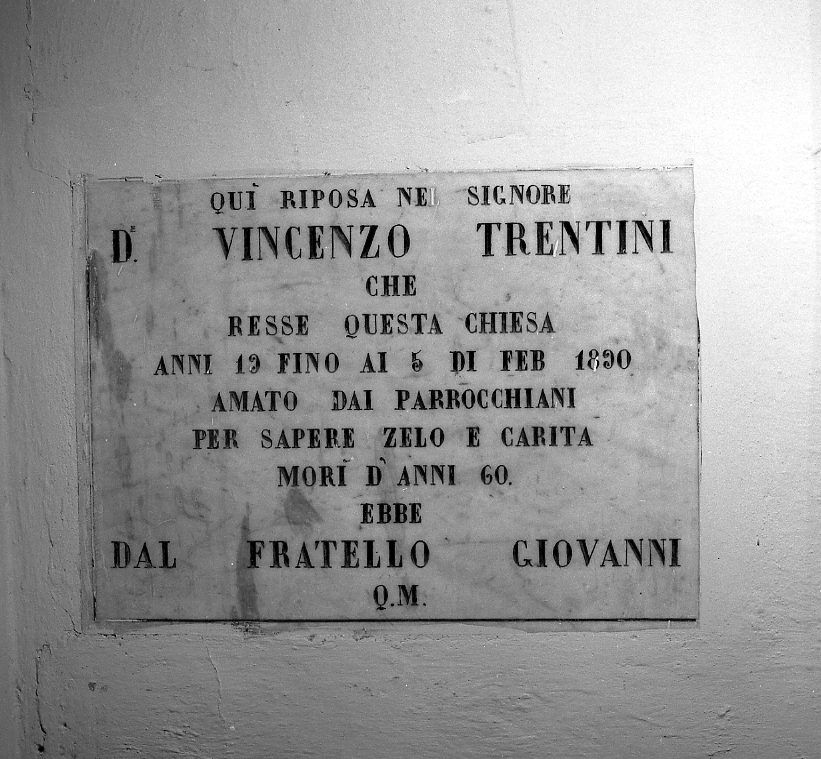 QUÌ RIPOSA NEL SIGNORE
D.ᴱ VINCENZO TRENTINI
CHE
RESSE QUESTA CHIESA
ANNI 19 FINO AI 5 DI FEB 1890
AMATO DAI PARROCCHIANI
PER SAPERE ZELO E CARITA
MORÌ D'ANNI 60.
EBBE
DAL FRATELLO GIOVANNI
Q.M.